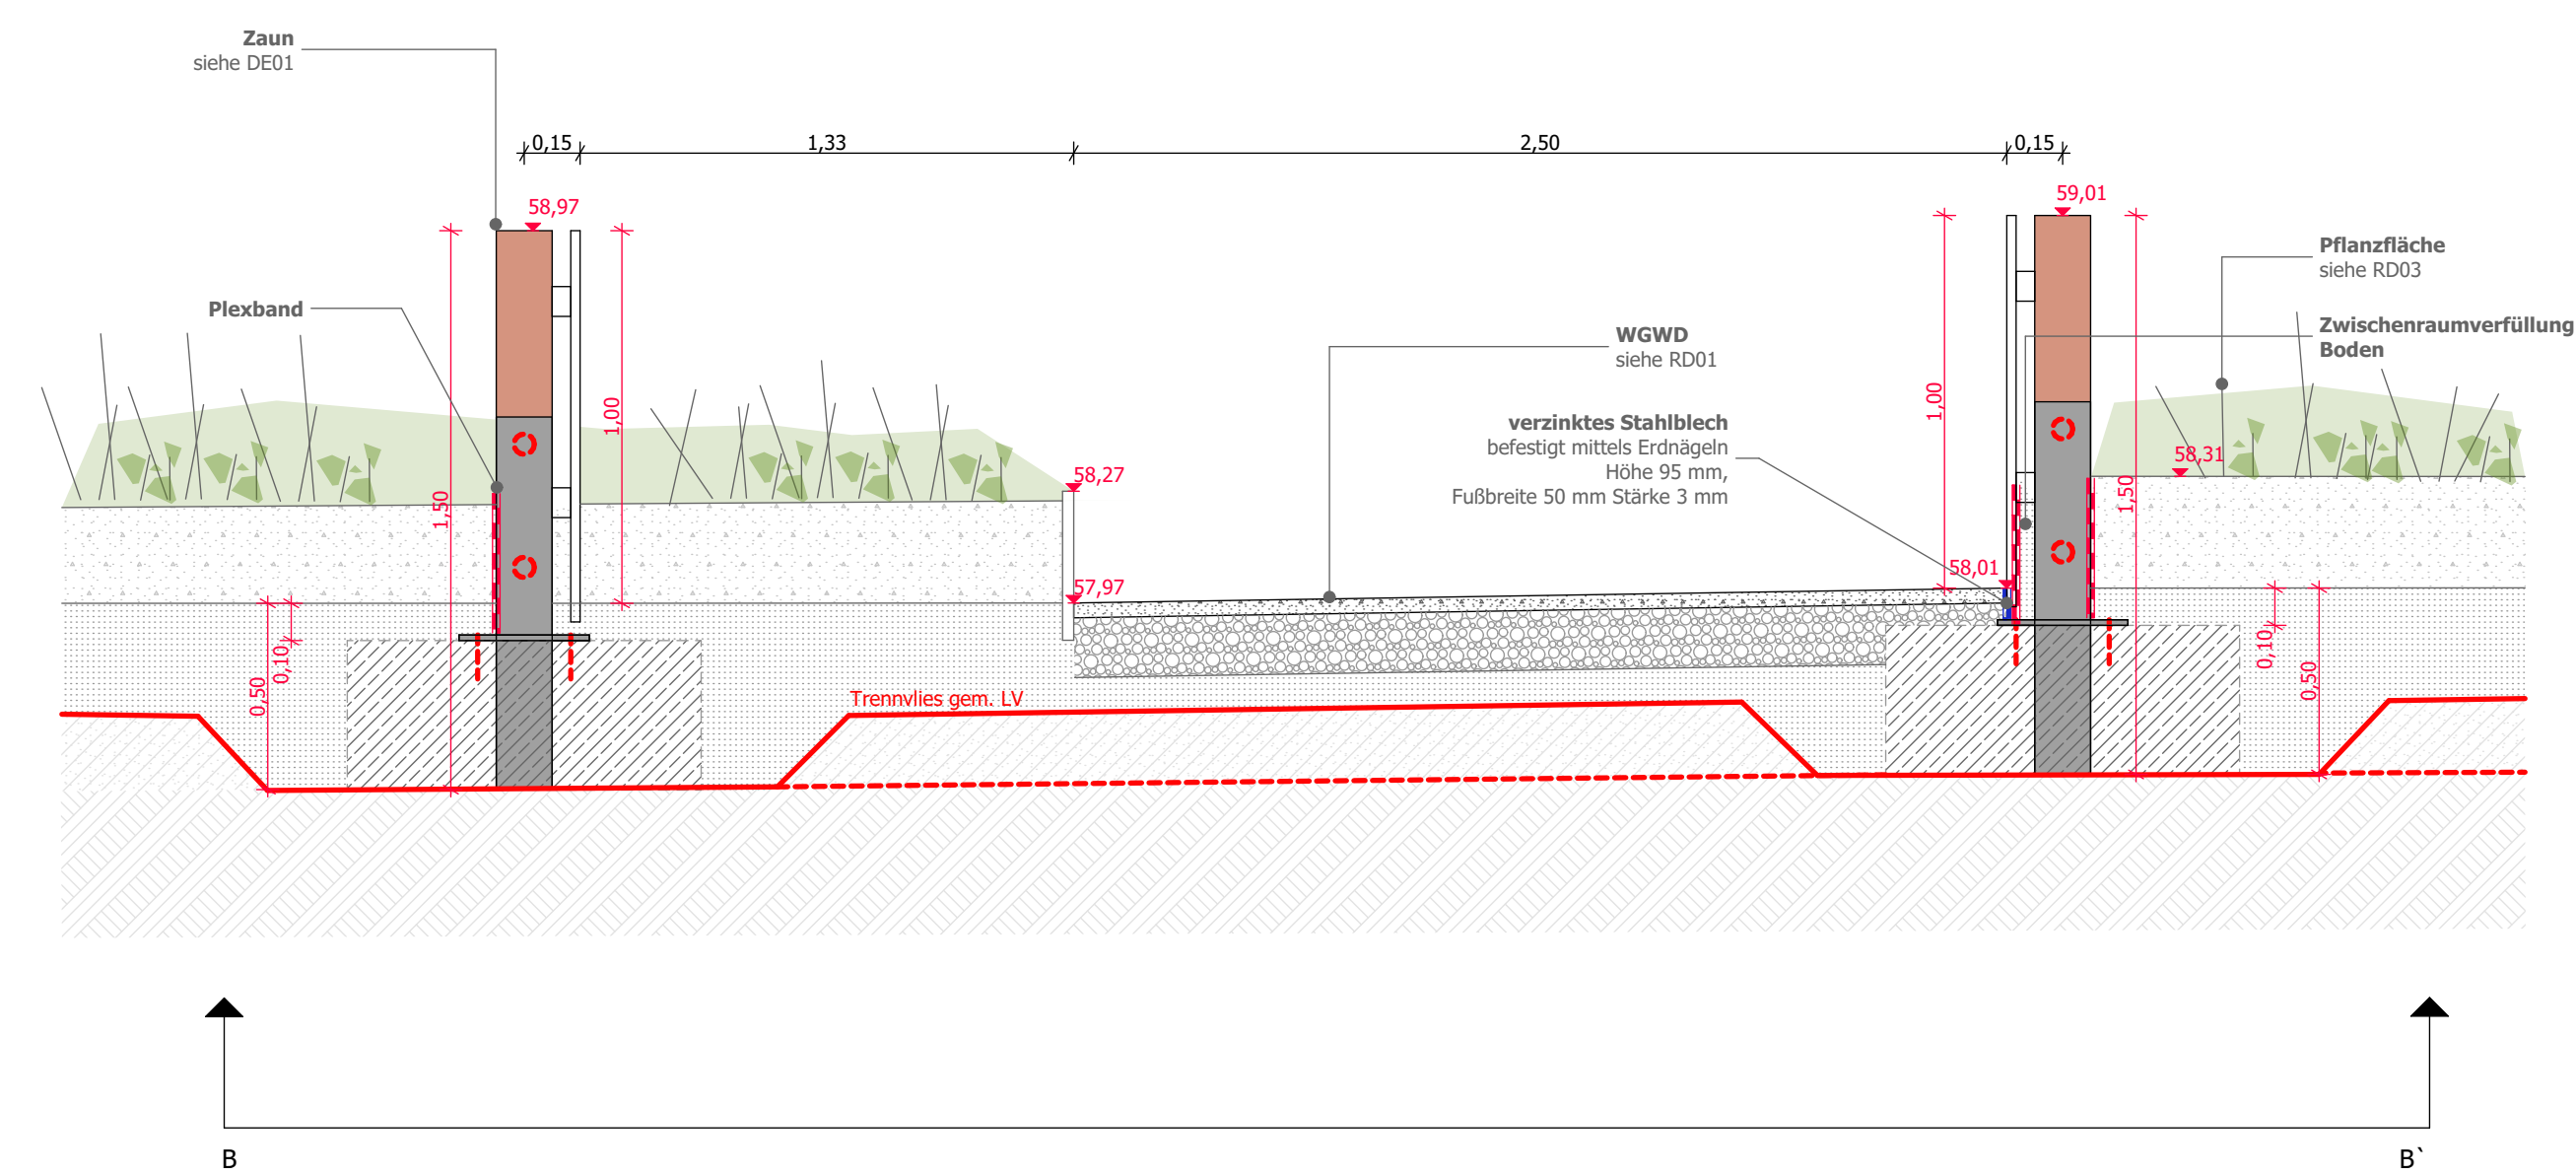 Zaun
siehe DE01
0,15
1,33
2,50
0,15
58,97
59,01
Pflanzfläche
siehe RD03
Plexband
Zwischenraumverfüllung
Boden
WGWD
siehe RD01
1,00
1,00
verzinktes Stahlblech
befestigt mittels Erdnägeln
Höhe 95 mm,
Fußbreite 50 mm Stärke 3 mm
58,31
58,27
1,50
1,50
58,01
57,97
0,10
0,50
0,10
0,50
Trennvlies gem. LV
B
B`